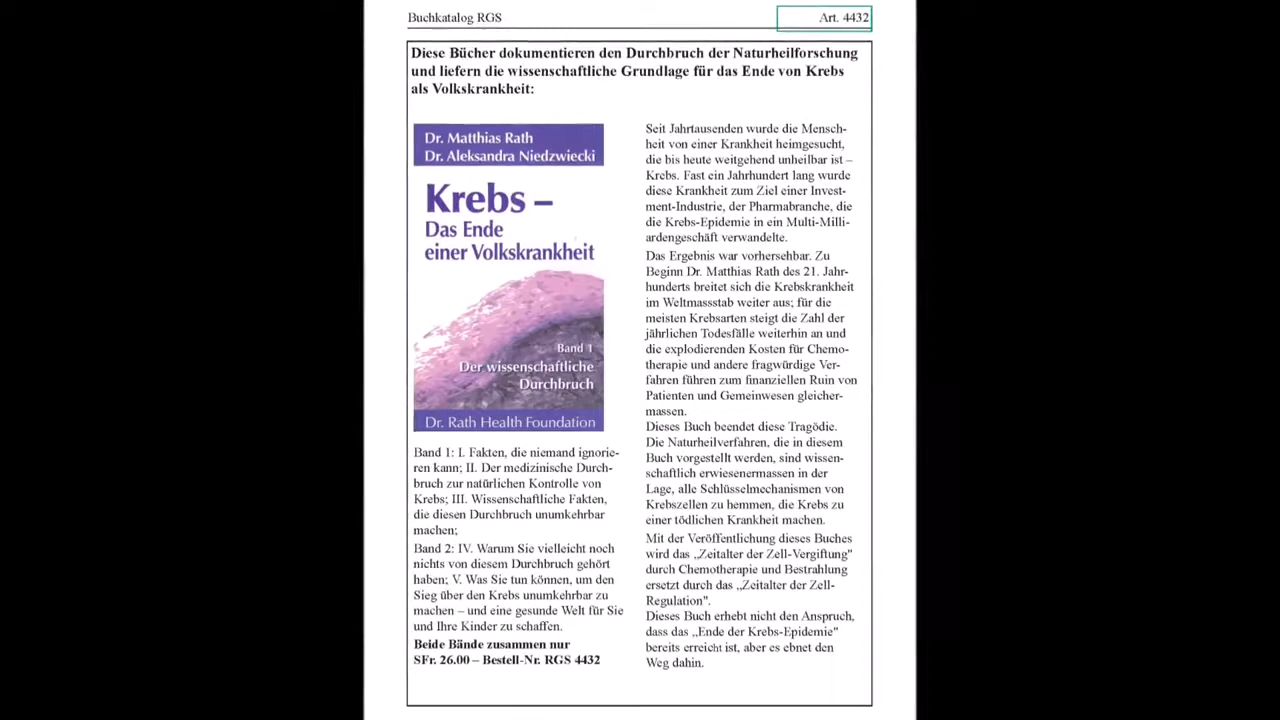 Buchkatalog RGS
Art. 4432
Diese Bücher dokumentieren den Durchbruch der Naturheilforschung
und liefern die wissenschaftliche Grundlage für das Ende von Krebs
als Volkskrankheit:
Dr. Matthias Rath
Dr. Aleksandra Niedzwiecki
Krebs –
Das Ende
einer Volkskrankheit
Band 1
Der wissenschaftliche
Durchbruch
Dr. Rath Health Foundation
Band 1: I. Fakten, die niemand ignorie-
ren kann; II. Der medizinische Durch-
bruch zur natürlichen Kontrolle von
Krebs; III. Wissenschaftliche Fakten,
die diesen Durchbruch unumkehrbar
machen;
Band 2: IV. Warum Sie vielleicht noch
nichts von diesem Durchbruch gehört
haben; V. Was Sie tun können, um den
Sieg über den Krebs unumkehrbar zu
machen – und eine gesunde Welt für Sie
und Ihre Kinder zu schaffen.
Beide Bände zusammen nur
SFr. 26.00 – Bestell-Nr. RGS 4432
Seit Jahrtausenden wurde die Mensch-
heit von einer Krankheit heimgesucht,
die bis heute weitgehend unheilbar ist –
Krebs. Fast ein Jahrhundert lang wurde
diese Krankheit zum Ziel einer Invest-
ment-Industrie, der Pharmabranche, die
die Krebs-Epidemie in ein Multi-Milli-
ardengeschäft verwandelte.
Das Ergebnis war vorhersehbar. Zu
Beginn Dr. Matthias Rath des 21. Jahr-
hunderts breitet sich die Krebskrankheit
im Weltmassstab weiter aus; für die
meisten Krebsarten steigt die Zahl der
jährlichen Todesfälle weiterhin an und
die explodierenden Kosten für Chemo-
therapie und andere fragwürdige Ver-
fahren führen zum finanziellen Ruin von
Patienten und Gemeinwesen gleicher-
massen.
Dieses Buch beendet diese Tragödie.
Die Naturheilverfahren, die in diesem
Buch vorgestellt werden, sind wissen-
schaftlich erwiesenermassen in der
Lage, alle Schlüsselmechanismen von
Krebszellen zu hemmen, die Krebs zu
einer tödlichen Krankheit machen.
Mit der Veröffentlichung dieses Buches
wird das „Zeitalter der Zell-Vergiftung"
durch Chemotherapie und Bestrahlung
ersetzt durch das „Zeitalter der Zell-
Regulation".
Dieses Buch erhebt nicht den Anspruch,
dass das „Ende der Krebs-Epidemie"
bereits erreicht ist, aber es ebnet den
Weg dahin.